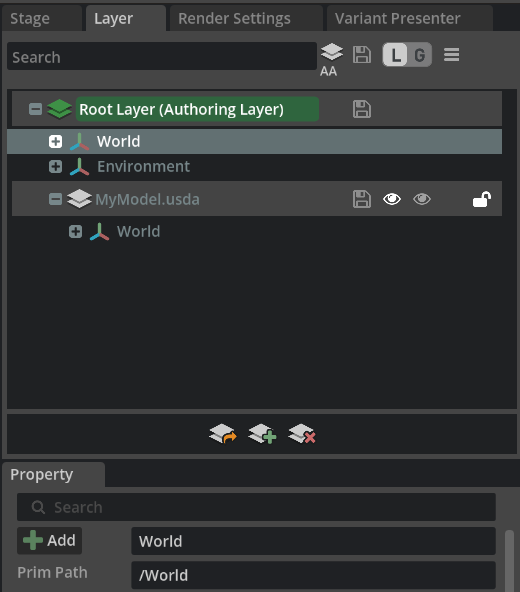 Stage Layer Render Settings Variant Presenter
Search AA L G
Root Layer (Authoring Layer)
World
Environment
MyModel.usda
World
Property
Search
Add World
Prim Path /World